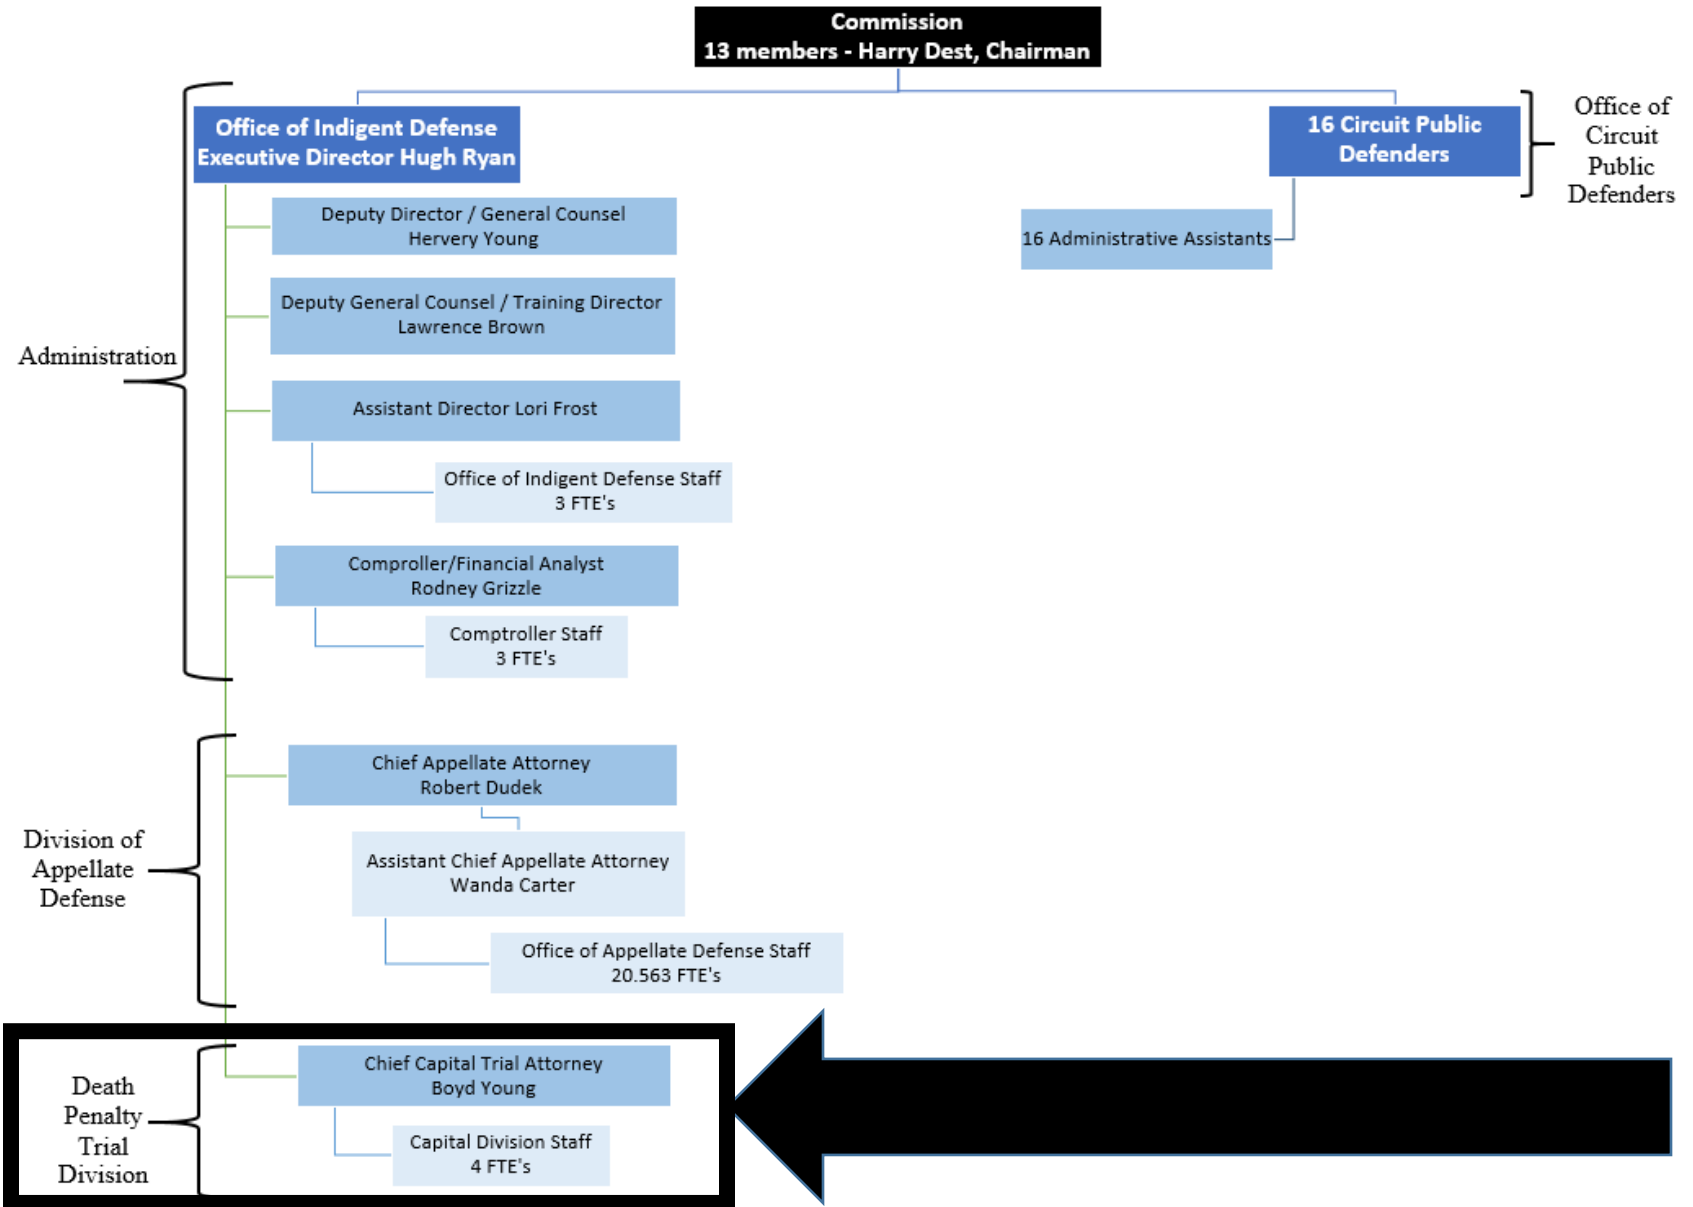 Commission
13 members - Harry Dest, Chairman
Office of Indigent Defense
Executive Director Hugh Ryan
16 Circuit Public
Defenders
Office of
Circuit
Public
Defenders
Deputy Director / General Counsel
Hervery Young
16 Administrative Assistants
Deputy General Counsel / Training Director
Lawrence Brown
Administration
Assistant Director Lori Frost
Office of Indigent Defense Staff
3 FTE's
Comproller/Financial Analyst
Rodney Grizzle
Comptroller Staff
3 FTE's
Chief Appellate Attorney
Robert Dudek
Division of
Appellate
Defense
Assistant Chief Appellate Attorney
Wanda Carter
Office of Appellate Defense Staff
20.563 FTE's
Death
Penalty
Trial
Division
Chief Capital Trial Attorney
Boyd Young
Capital Division Staff
4 FTE's